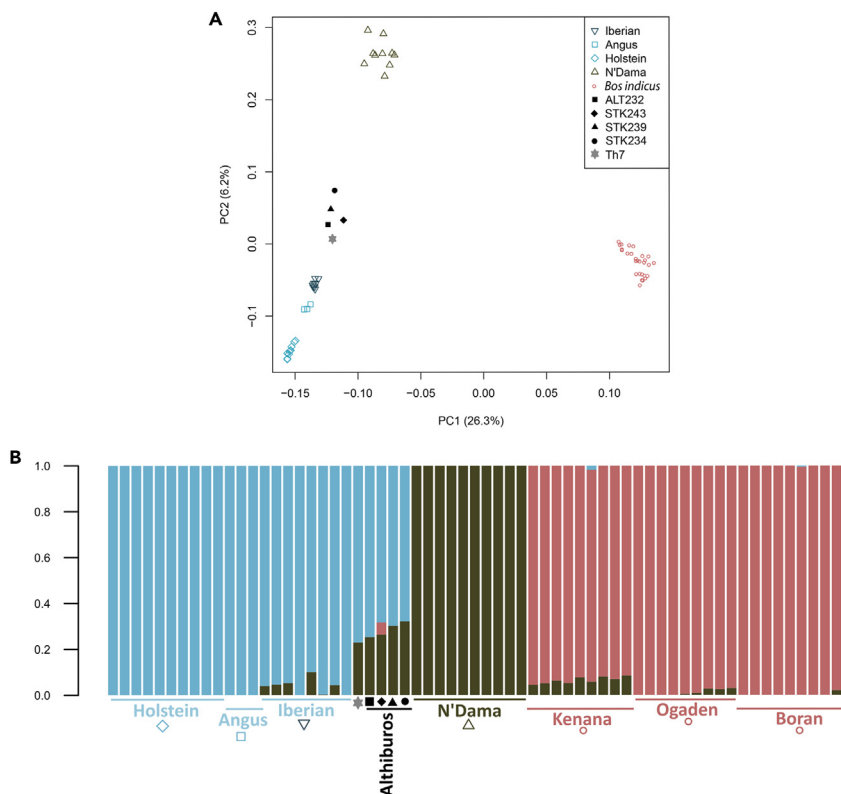 A
0.3
0.2
0.1
0.0
−0.1
PC2 (6.2%)
−0.15 −0.10 −0.05 0.00 0.05 0.10
PC1 (26.3%)
Iberian
Angus
Holstein
N'Dama
Bos indicus
ALT232
STK243
STK239
STK234
Th7
B
1.0
0.8
0.6
0.4
0.2
0.0
Holstein
Angus
Iberian
Althiburos
N'Dama
Kenana
Ogaden
Boran